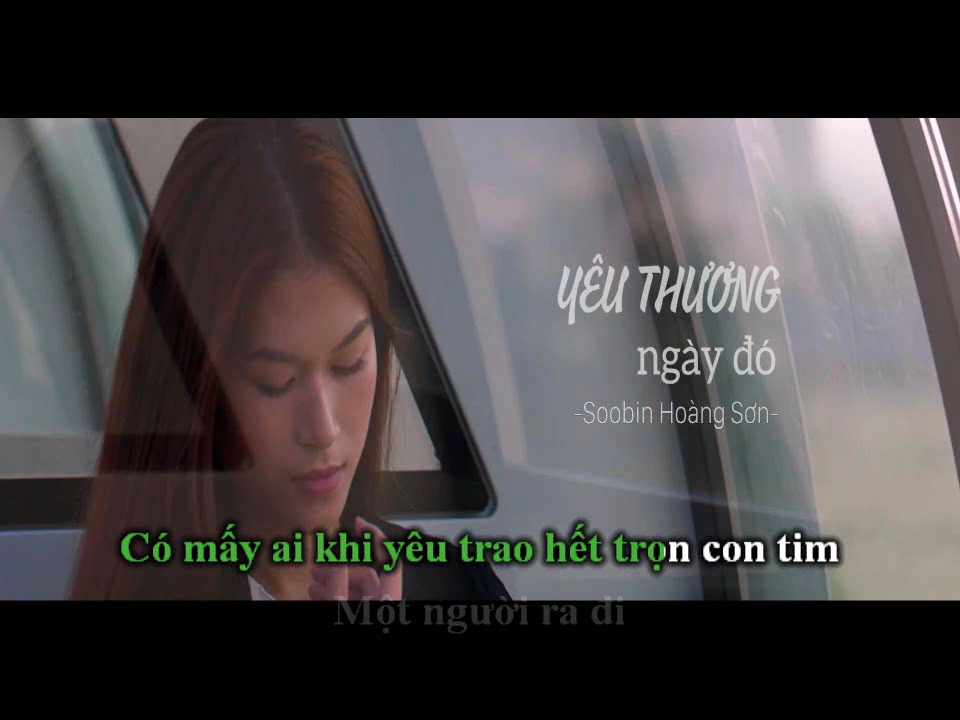 YÊU THƯƠNG
ngày đó
-Soobin Hoàng Sơn-
Có mấy ai khi yêu trao hết trọn con tim
Một người ra đi